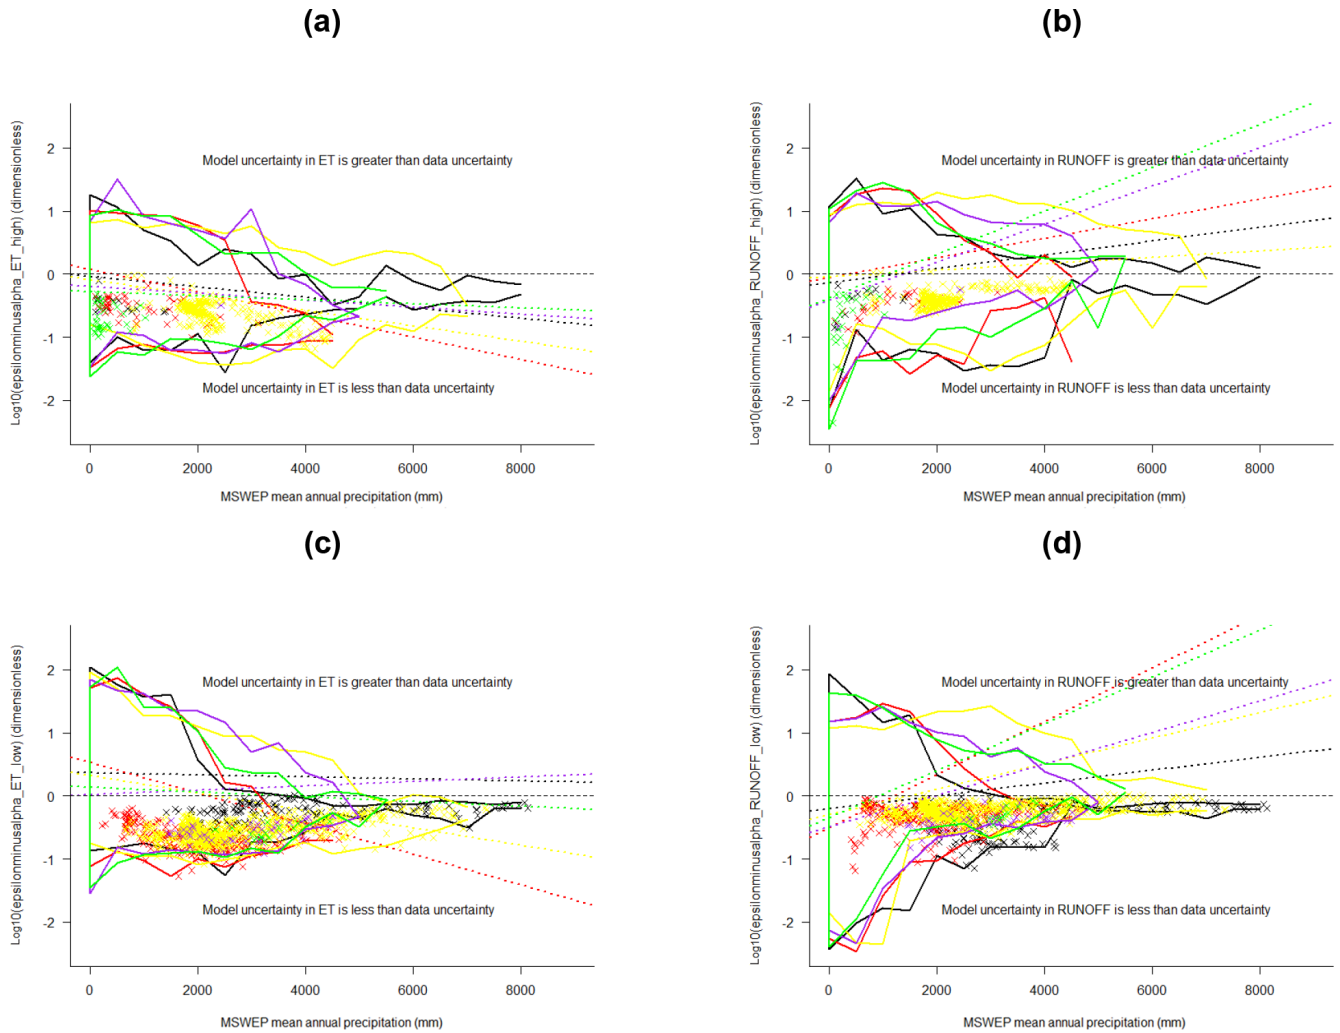 (a)
Log10(epsilonminusalpha_ET_high) (dimensionless)
2
1
0
-1
-2
Model uncertainty in ET is greater than data uncertainty
Model uncertainty in ET is less than data uncertainty
0 2000 4000 6000 8000
MSWEP mean annual precipitation (mm)
(b)
Log10(epsilonminusalpha_RUNOFF_high) (dimensionless)
2
1
0
-1
-2
Model uncertainty in RUNOFF is greater than data uncertainty
Model uncertainty in RUNOFF is less than data uncertainty
0 2000 4000 6000 8000
MSWEP mean annual precipitation (mm)
(c)
Log10(epsilonminusalpha_ET_low) (dimensionless)
2
1
0
-1
-2
Model uncertainty in ET is greater than data uncertainty
Model uncertainty in ET is less than data uncertainty
0 2000 4000 6000 8000
MSWEP mean annual precipitation (mm)
(d)
Log10(epsilonminusalpha_RUNOFF_low) (dimensionless)
2
1
0
-1
-2
Model uncertainty in RUNOFF is greater than data uncertainty
Model uncertainty in RUNOFF is less than data uncertainty
0 2000 4000 6000 8000
MSWEP mean annual precipitation (mm)